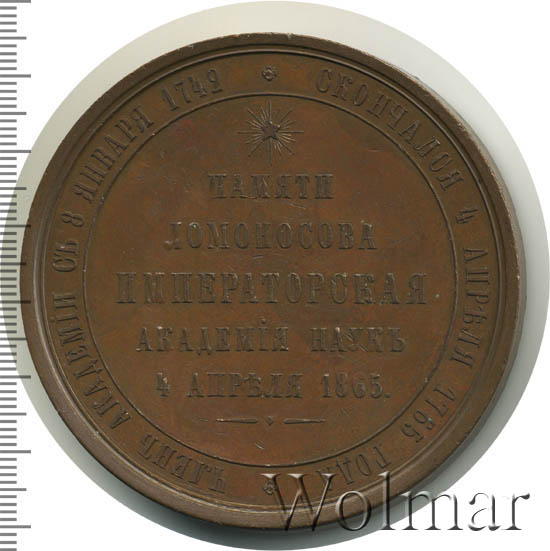 ЧЛЕНЪ АКАДЕМІИ СЪ 8 ЯНВАРЯ 1742
СКОНЧАЛСЯ 4 АПРѢЛЯ 1765 ГОДА
ПАМЯТИ
ЛОМОНОСОВА
ИМПЕРАТОРСКАЯ
АКАДЕМІЯ НАУКЪ
4 АПРѢЛЯ 1865.
Wolmar